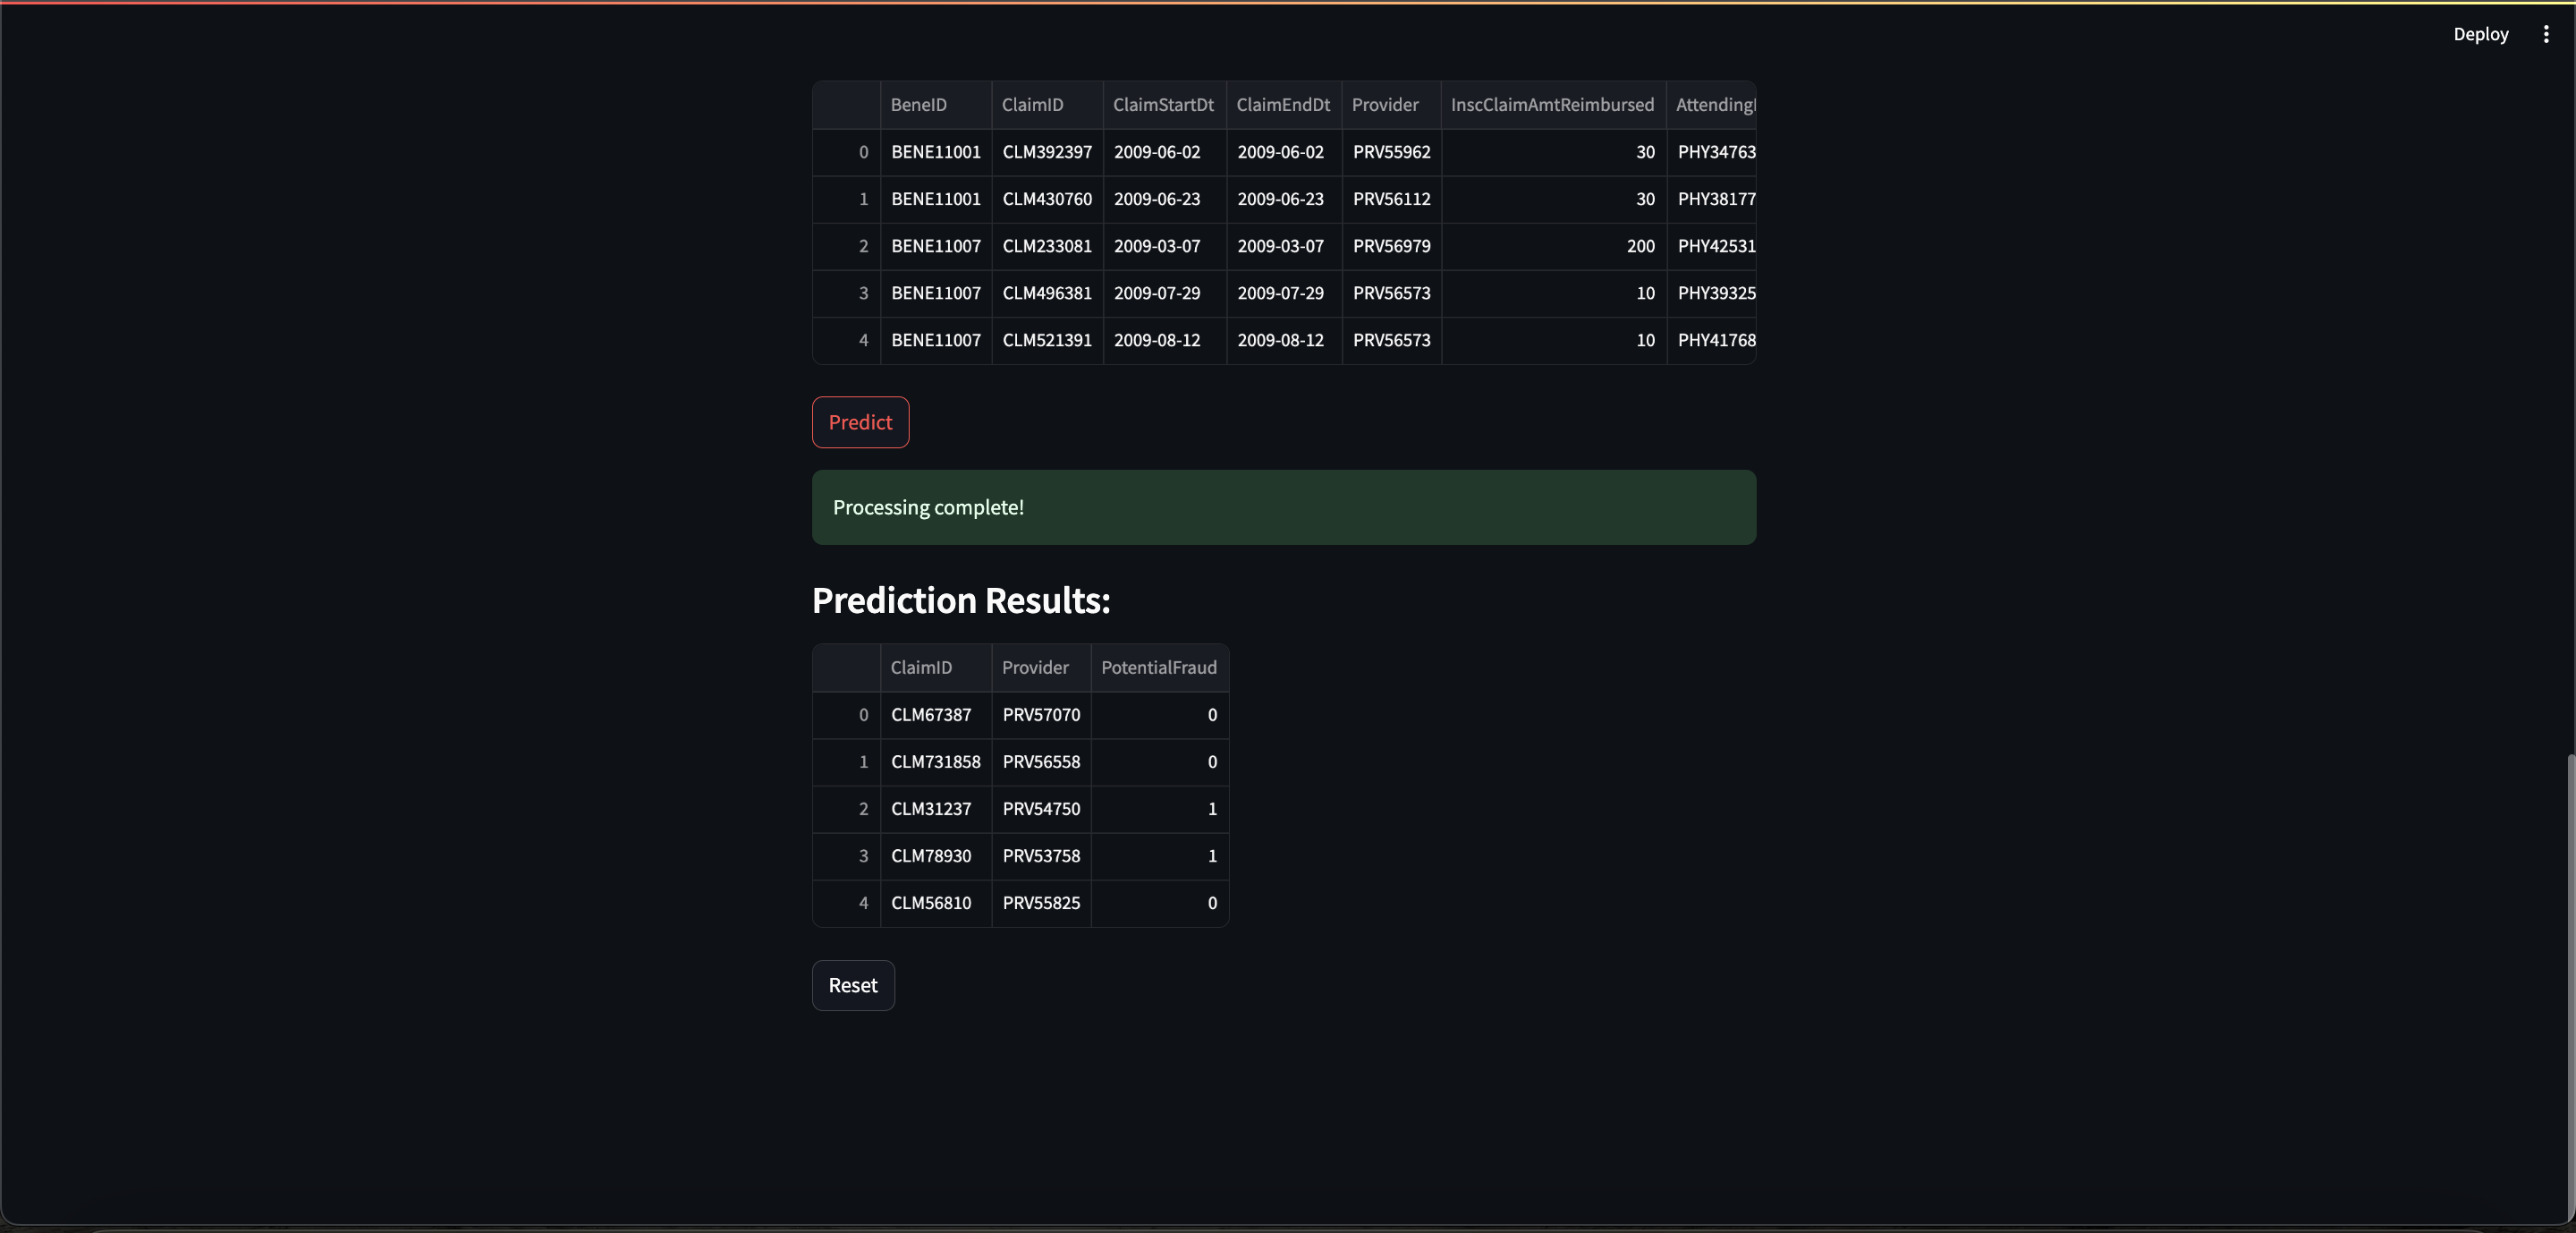 Deploy
BeneID ClaimID ClaimStartDt ClaimEndDt Provider InscClaimAmtReimbursed Attending
0 BENE11001 CLM392397 2009-06-02 2009-06-02 PRV55962 30 PHY34763
1 BENE11001 CLM430760 2009-06-23 2009-06-23 PRV56112 30 PHY38177
2 BENE11007 CLM233081 2009-03-07 2009-03-07 PRV56979 200 PHY42531
3 BENE11007 CLM496381 2009-07-29 2009-07-29 PRV56573 10 PHY39325
4 BENE11007 CLM521391 2009-08-12 2009-08-12 PRV56573 10 PHY41768
Predict
Processing complete!
Prediction Results:
ClaimID Provider PotentialFraud
0 CLM67387 PRV57070 0
1 CLM731858 PRV56558 0
2 CLM31237 PRV54750 1
3 CLM78930 PRV53758 1
4 CLM56810 PRV55825 0
Reset